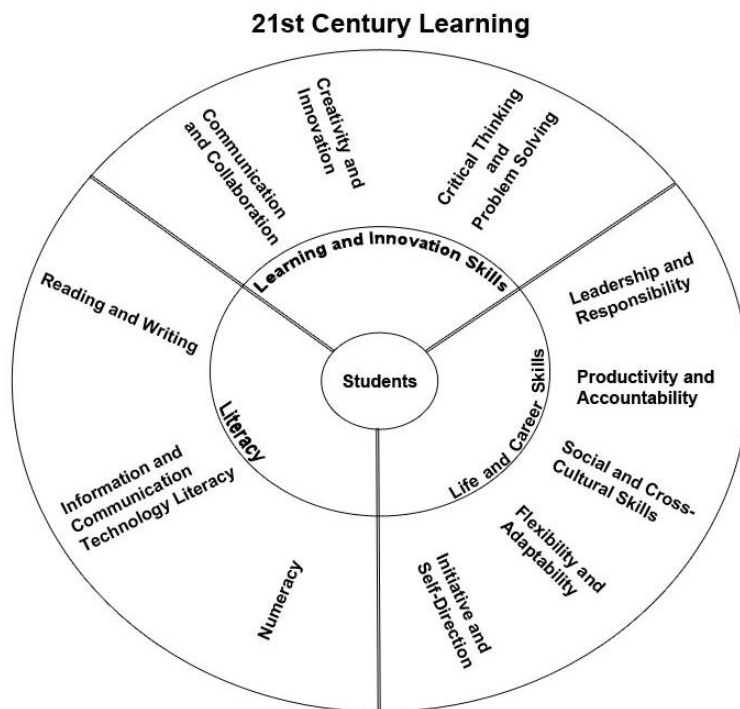 21st Century Learning
Communication
and Collaboration
Creativity and
Innovation
Critical Thinking
and
Problem Solving
Learning and Innovation Skills
Reading and Writing
Information and
Communication
Technology Literacy
Numeracy
Literacy
Students
Life and Career Skills
Leadership and
Responsibility
Productivity and
Accountability
Social and Cross-
Cultural Skills
Flexibility and
Adaptability
Initiative and
Self-Direction